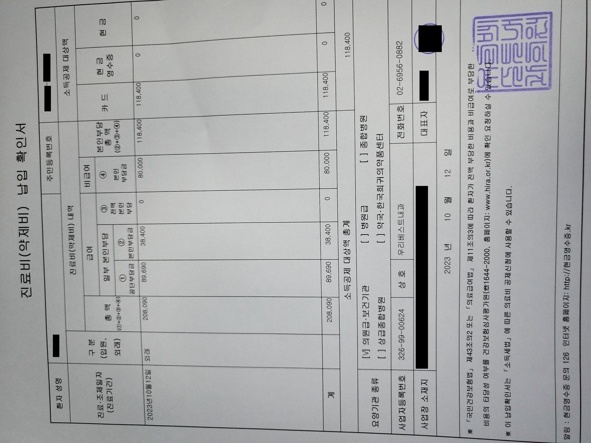 진료비(약제비) 납입 확인서
환자 성명
주민등록번호
진료·조제일자
(진료기간)
구 분
(입원,
외래)
진료비(약제비) 내역
소득공제 대상액
총 액
(①+②+③+④)
급여
비급여
본인부담
총 액
(②+③+④)
카 드
현 금
영수증
현 금
일부 본인부담
③
전액
본인
부담
④
본인
부담금
①
공단부담금
②
본인부담금
2023년10월12일 외래 208,090 89,690 38,400 0 80,000 118,400 118,400 0 0
계 208,090 89,690 38,400 0 80,000 118,400 118,400 0 0
소득공제 대상액 총계 118,400
요양기관 종류
[√] 의원급·보건기관 [ ] 병원급 [ ] 종합병원
[ ] 상급종합병원 [ ] 약국·한국희귀의약품센터
사업자등록번호 326-99-00624 상 호 우리베스트내과 전화번호 02-6956-0882
사업장 소재지 대표자
2023 년 10 월 12 일
※ 「국민건강보험법」 제43조의2 또는 「의료급여법」 제11조의3에 따라 환자가 전액 부담한 비용과 비급여로 부담한
비용의 타당성 여부를 건강보험심사평가원(☎1644-2000, 홈페이지: www.hira.or.kr)에 확인 요청하실 수 있습니다.
※ 이 납입확인서는 「소득세법」에 따른 의료비 공제신청에 사용할 수 있습니다.
알림 : 현금영수증 문의 126 인터넷 홈페이지: http://현금영수증.kr